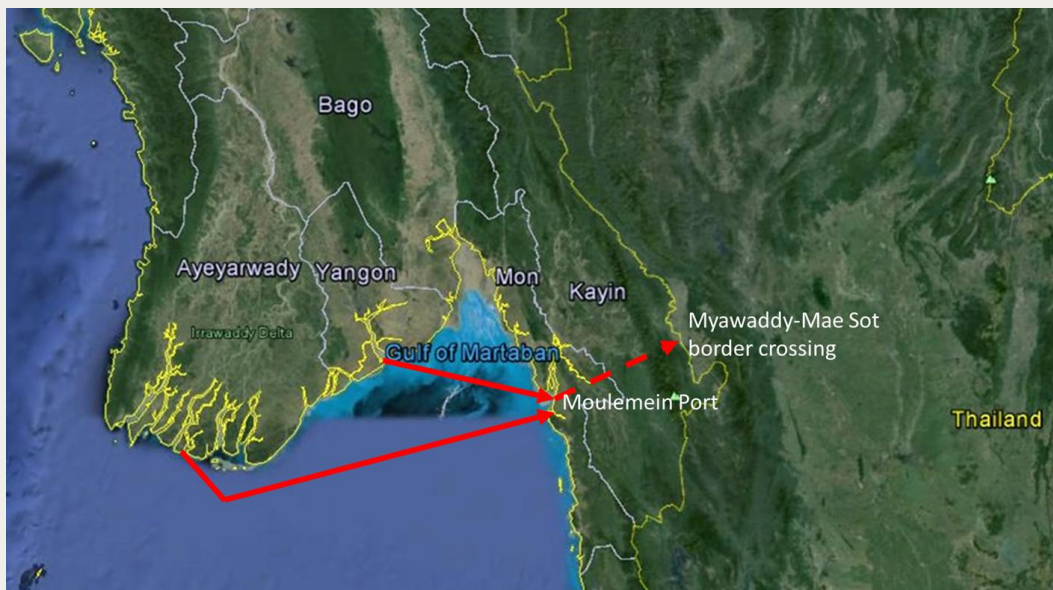 Bago
Ayeyarwady
Yangon
Mon
Kayin
Irrawaddy Delta
Gulf of Martaban
Myawaddy-Mae Sot
border crossing
Moulemein Port
Thailand